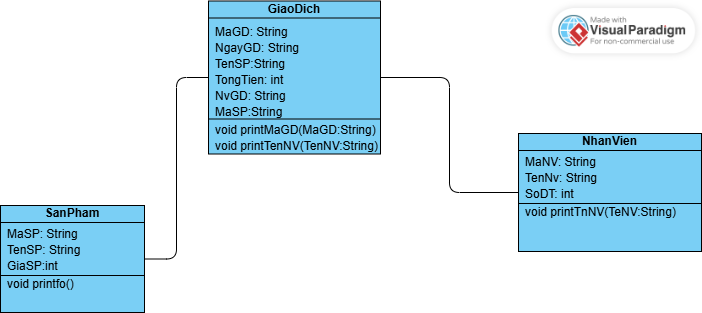 GiaoDich
MaGD: String
NgayGD: String
TenSP:String
TongTien: int
NvGD: String
MaSP:String
void printMaGD(MaGD:String)
void printTenNV(TenNV:String)
Made with
VisualParadigm
For non-commercial use
NhanVien
MaNV: String
TenNv: String
SoDT: int
void printTnNV(TeNV:String)
SanPham
MaSP: String
TenSP: String
GiaSP:int
void printfo()